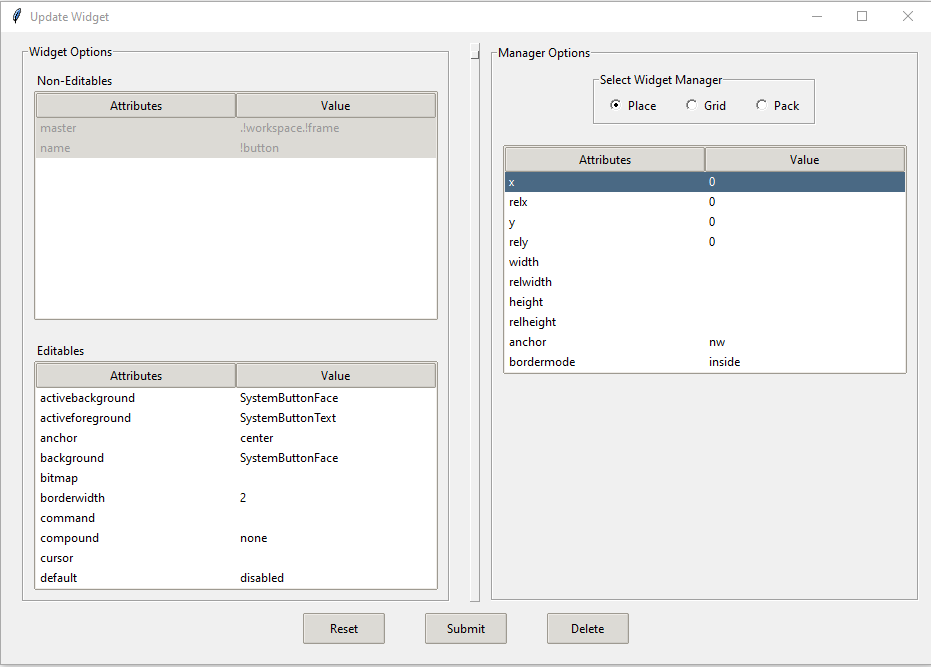 Update Widget
Widget Options
Non-Editables
Attributes Value
master .!workspace.!frame
name !button
Editables
Attributes Value
activebackground SystemButtonFace
activeforeground SystemButtonText
anchor center
background SystemButtonFace
bitmap
borderwidth 2
command
compound none
cursor
default disabled
Manager Options
Select Widget Manager
Place Grid Pack
Attributes Value
x 0
relx 0
y 0
rely 0
width
relwidth
height
relheight
anchor nw
bordermode inside
Reset Submit Delete